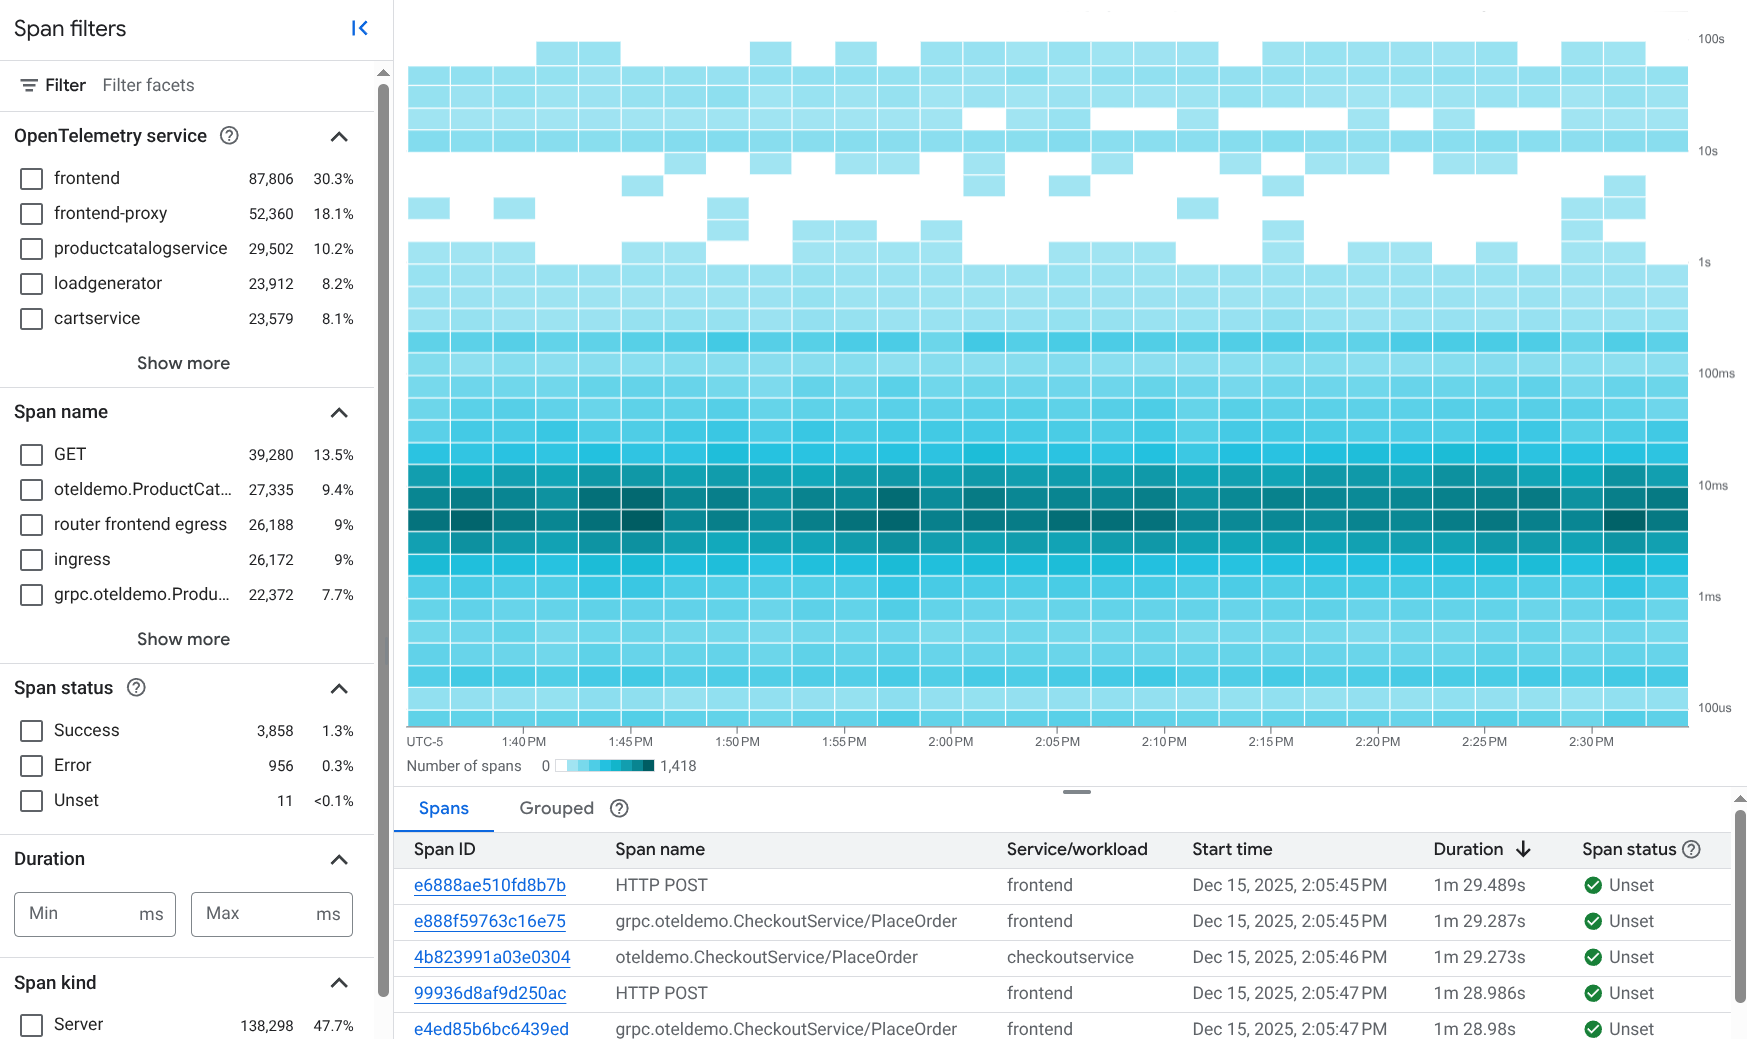 Span filters
Filter Filter facets
OpenTelemetry service
frontend 87,806 30.3%
frontend-proxy 52,360 18.1%
productcatalogservice 29,502 10.2%
loadgenerator 23,912 8.2%
cartservice 23,579 8.1%
Show more
Span name
GET 39,280 13.5%
oteldemo.ProductCat... 27,335 9.4%
router frontend egress 26,188 9%
ingress 26,172 9%
grpc.oteldemo.Produ... 22,372 7.7%
Show more
Span status
Success 3,858 1.3%
Error 956 0.3%
Unset 11 <0.1%
Duration
Min ms Max ms
Span kind
Server 138,298 47.7%
100s
10s
1s
100ms
10ms
1ms
100us
UTC-5 1:40 PM 1:45 PM 1:50 PM 1:55 PM 2:00 PM 2:05 PM 2:10 PM 2:15 PM 2:20 PM 2:25 PM 2:30 PM
Number of spans 0 1,418
Spans Grouped
Span ID Span name Service/workload Start time Duration Span status
e6888ae510fd8b7b HTTP POST frontend Dec 15, 2025, 2:05:45 PM 1m 29.489s Unset
e888f59763c16e75 grpc.oteldemo.CheckoutService/PlaceOrder frontend Dec 15, 2025, 2:05:45 PM 1m 29.287s Unset
4b823991a03e0304 oteldemo.CheckoutService/PlaceOrder checkoutservice Dec 15, 2025, 2:05:46 PM 1m 29.273s Unset
99936d8af9d250ac HTTP POST frontend Dec 15, 2025, 2:05:47 PM 1m 28.986s Unset
e4ed85b6bc6439ed grpc.oteldemo.CheckoutService/PlaceOrder frontend Dec 15, 2025, 2:05:47 PM 1m 28.98s Unset